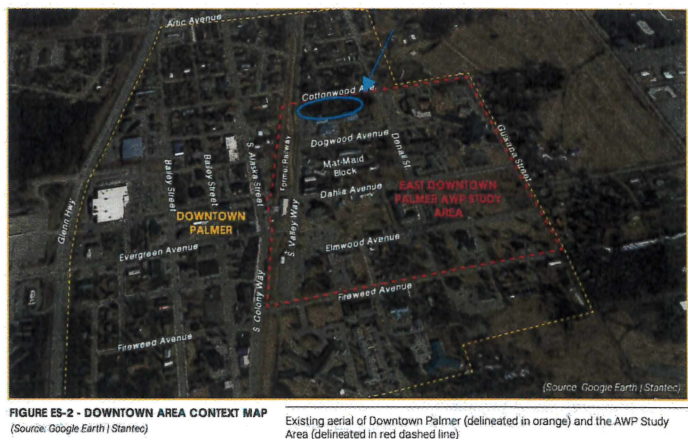 Artic Avenue
Cottonwood Ave
Dogwood Avenue
Denali St
Gulkana Street
Mat-Maid
Block
Former Railway
S. Alaska Street
Bailey Street
Bailey Street
Dahlia Avenue
EAST DOWNTOWN
PALMER AWP STUDY
AREA
DOWNTOWN
PALMER
S. Valley Way
Glenn Hwy
Evergreen Avenue
Elmwood Avenue
S. Colony Way
Fireweed Avenue
Fireweed Avenue
(Source: Google Earth | Stantec)
FIGURE ES-2 - DOWNTOWN AREA CONTEXT MAP
(Source: Google Earth | Stantec)
Existing aerial of Downtown Palmer (delineated in orange) and the AWP Study
Area (delineated in red dashed line)